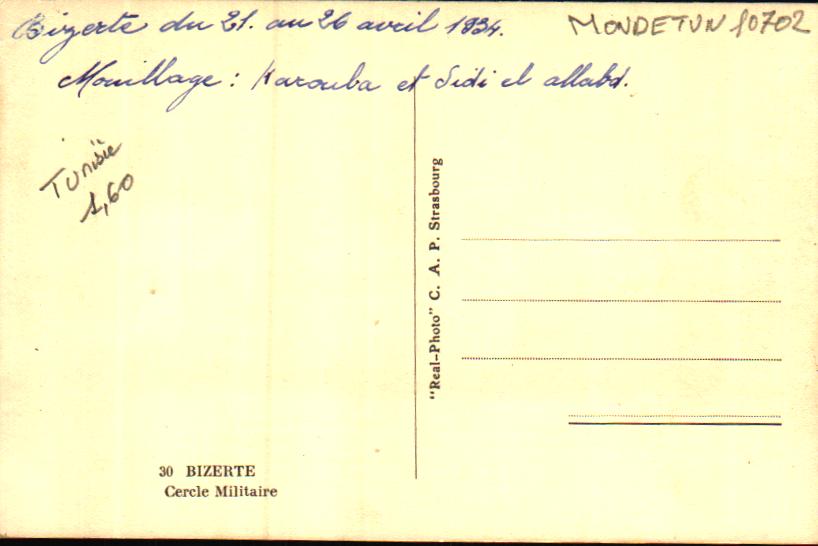 Bizerte du 21. au 26 avril 1934.
MONDETUN 10702
Mouillage : Karouba et Sidi el allabd.
Tunisie
1,60
"Real-Photo" C. A. P. Strasbourg
30 BIZERTE
Cercle Militaire